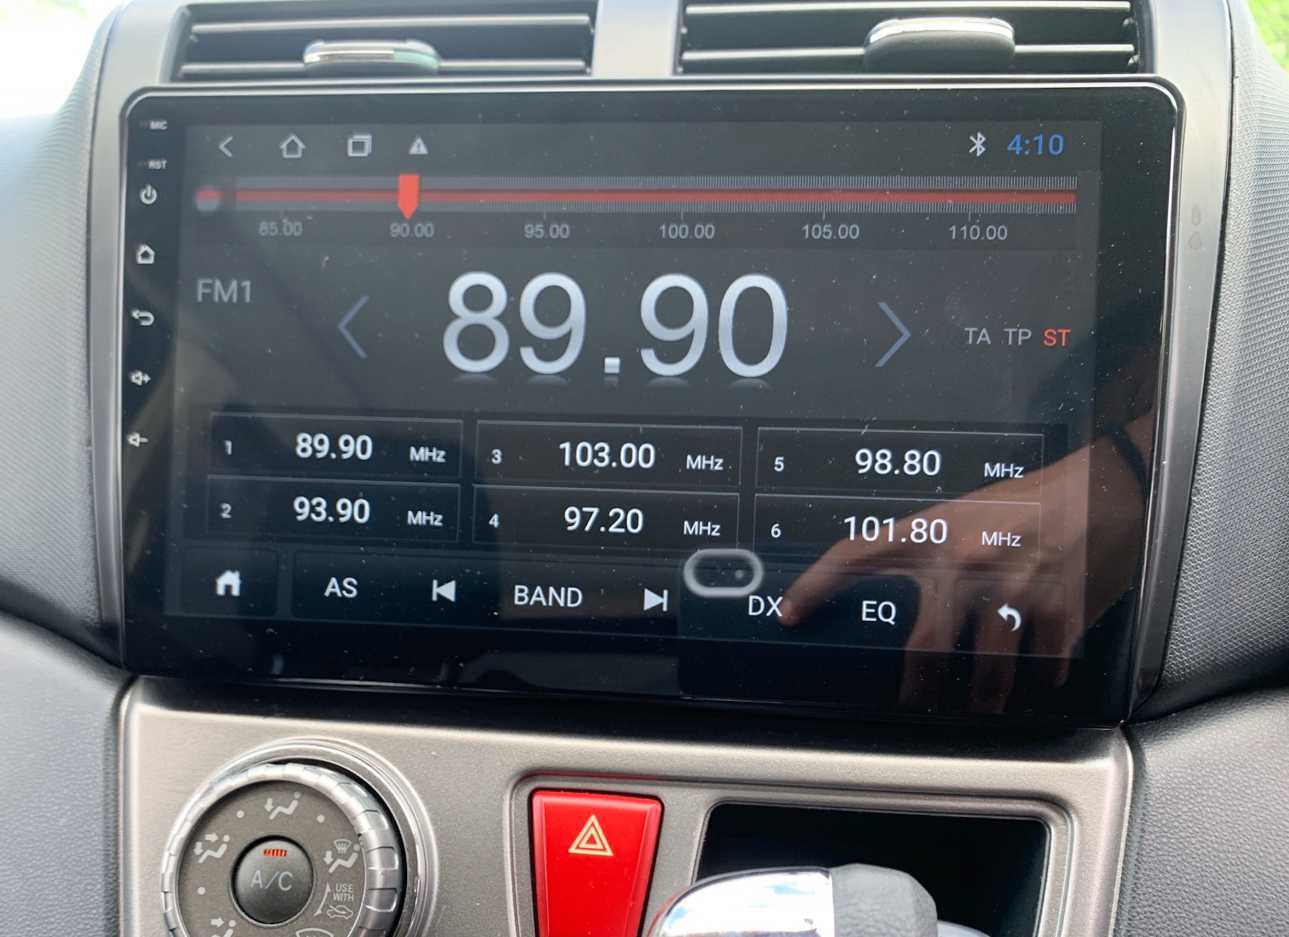 MIC
4:10
RST
85.00 90.00 95.00 100.00 105.00 110.00
FM1
89.90
TA TP ST
1 89.90 MHz 3 103.00 MHz 5 98.80 MHz
2 93.90 MHz 4 97.20 MHz 6 101.80 MHz
AS BAND DX EQ
A/C
USE
WITH